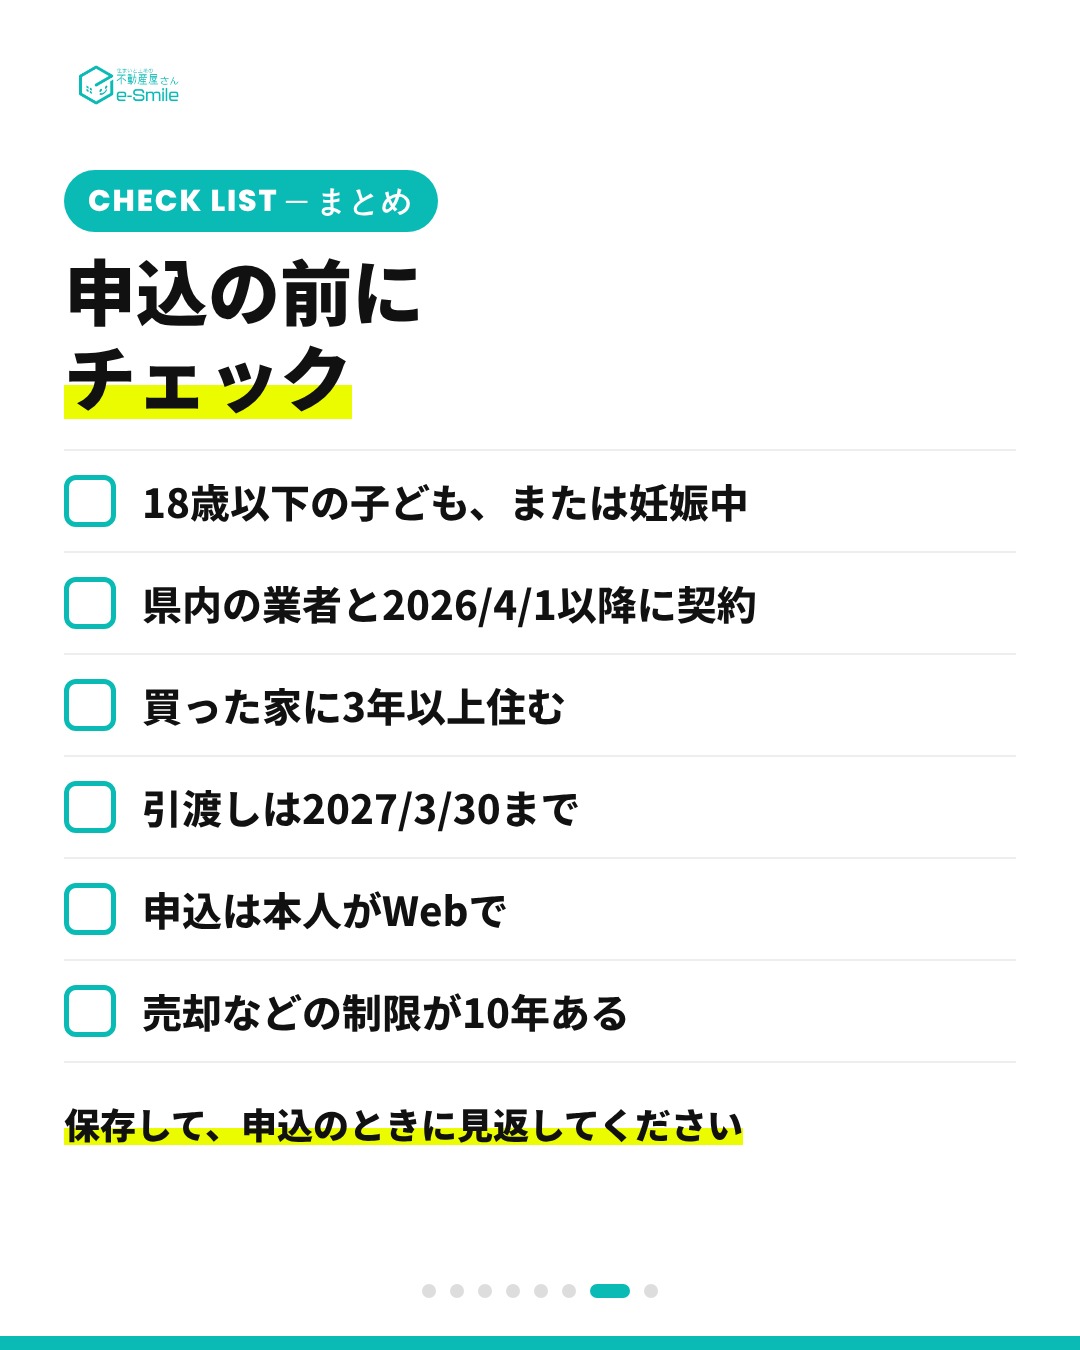 不動産屋さん
e-Smile
CHECK LIST — まとめ
申込の前に
チェック
18歳以下の子ども、または妊娠中
県内の業者と2026/4/1以降に契約
買った家に3年以上住む
引渡しは2027/3/30まで
申込は本人がWebで
売却などの制限が10年ある
保存して、申込のときに見返してください